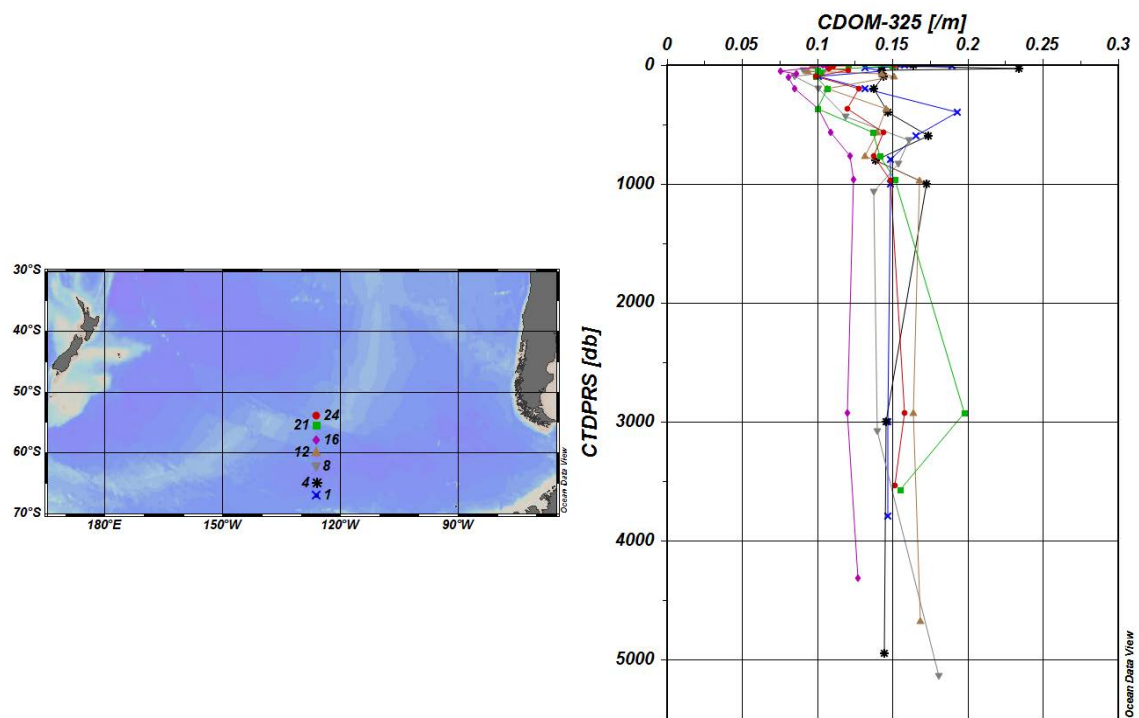 30°S
40°S
50°S
60°S
70°S
24
21
16
12
8
4
1
180°E
150°W
120°W
90°W
Ocean Data View
CDOM-325 [/m]
0
0.05
0.1
0.15
0.2
0.25
0.3
CTDPRS [db]
0
1000
2000
3000
4000
5000
Ocean Data View